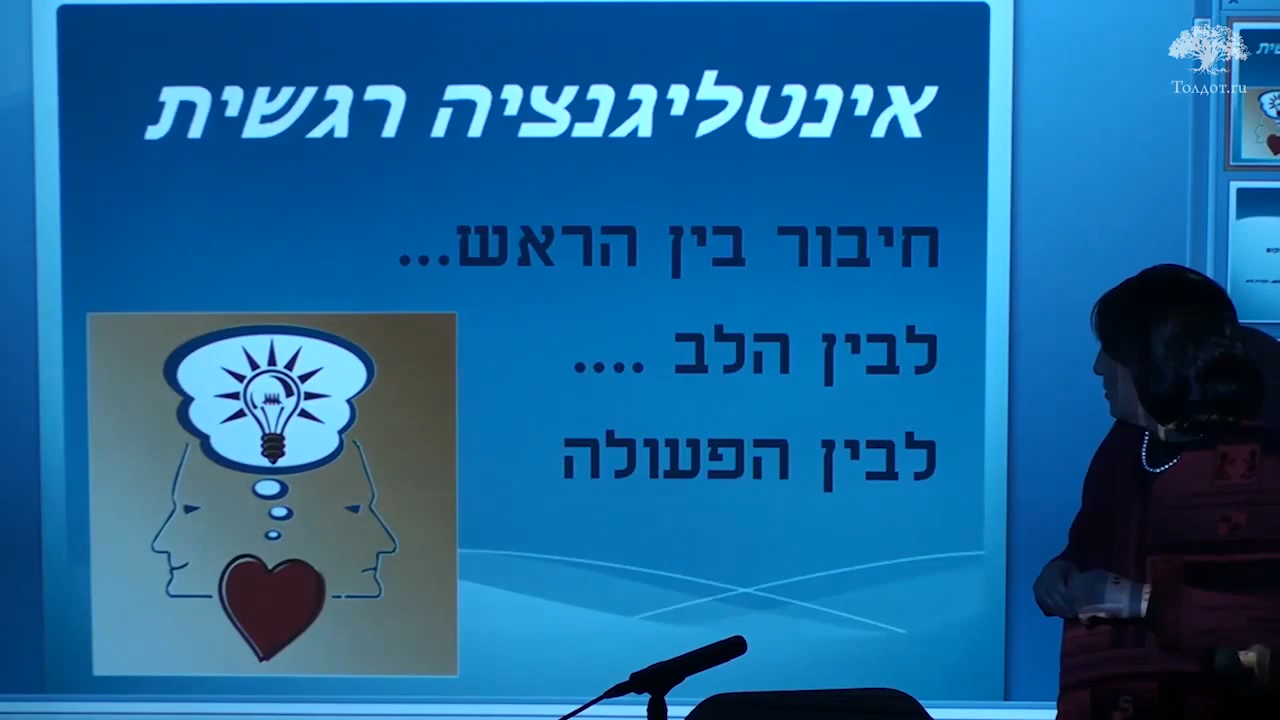 אינטליגנציה רגשית
חיבור בין הראש...
לבין הלב ....
לבין הפעולה
Толдот.ru